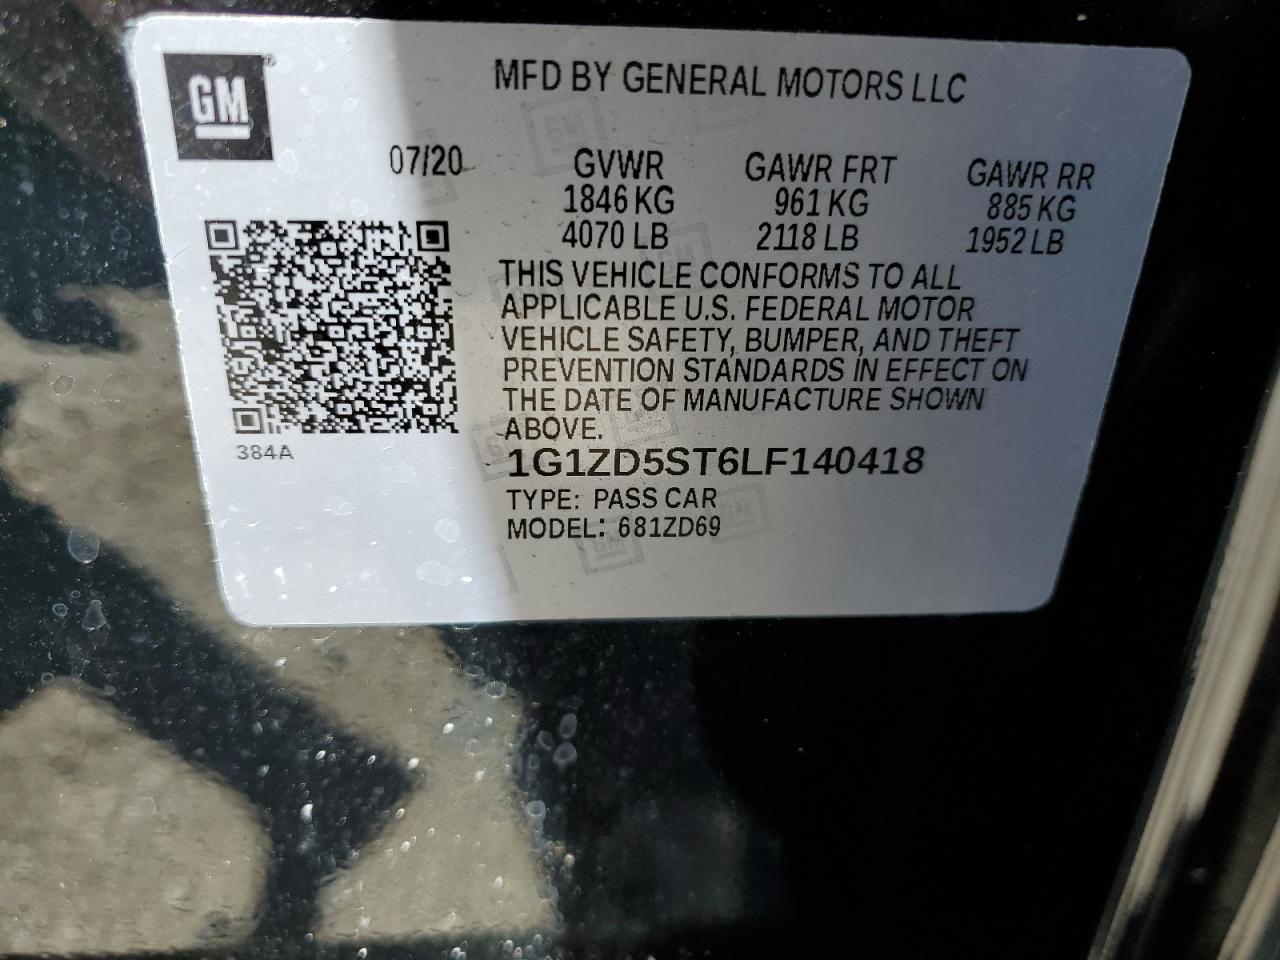 GM
MFD BY GENERAL MOTORS LLC
07/20 GVWR GAWR FRT GAWR RR
1846 KG 961 KG 885 KG
4070 LB 2118 LB 1952 LB
THIS VEHICLE CONFORMS TO ALL
APPLICABLE U.S. FEDERAL MOTOR
VEHICLE SAFETY, BUMPER, AND THEFT
PREVENTION STANDARDS IN EFFECT ON
THE DATE OF MANUFACTURE SHOWN
ABOVE.
384A
1G1ZD5ST6LF140418
TYPE: PASS CAR
MODEL: 681ZD69